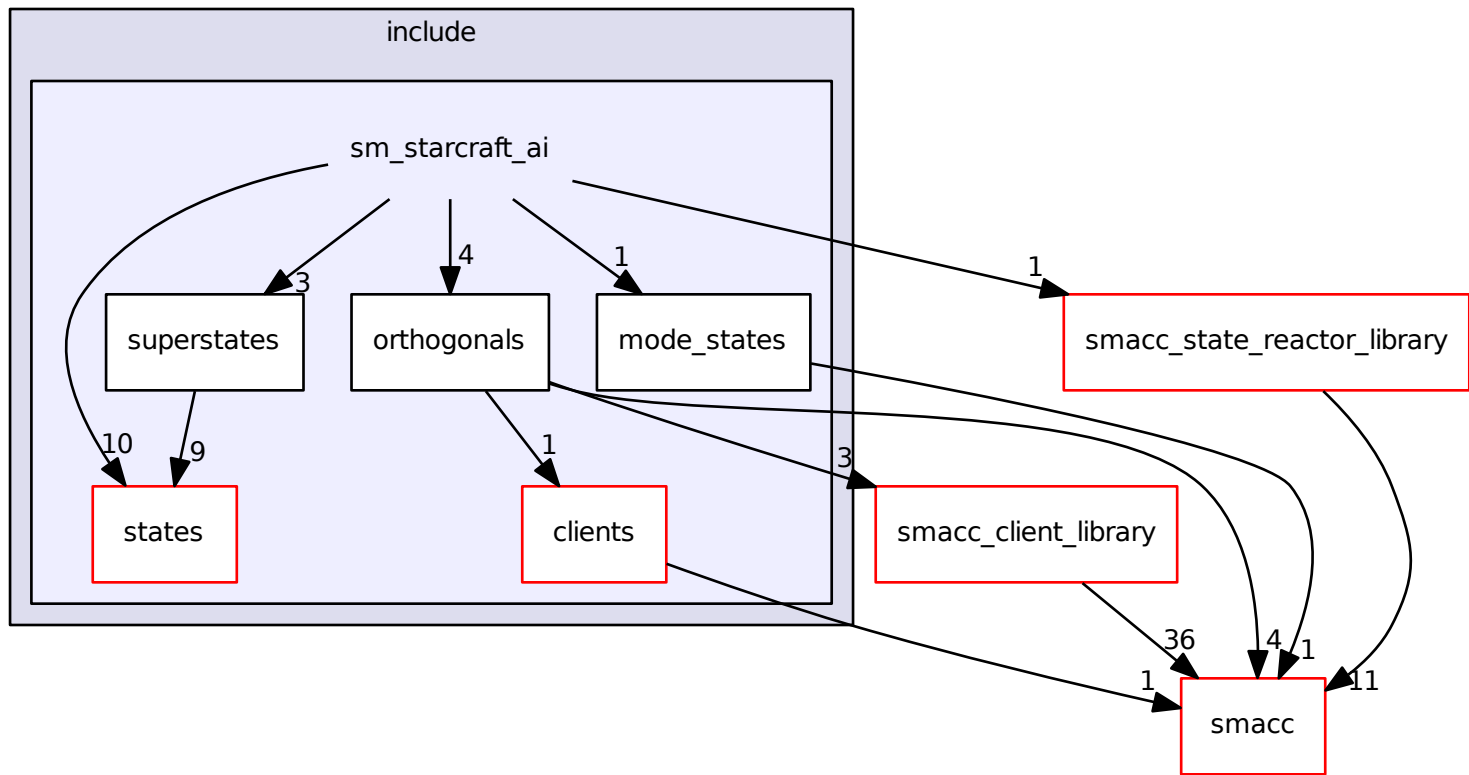 include
sm_starcraft_ai
4
1
1
3
superstates
orthogonals
mode_states
smacc_state_reactor_library
10
9
1
3
states
clients
smacc_client_library
36
4
1
1
11
smacc